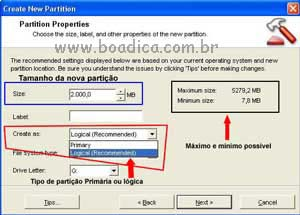 Create New Partition
Partition Properties
Choose the size, label, and other properties of the new partition.
www.boadica.com.br
The recommended settings displayed below are based on your current operating system and new
partition location. Be sure you understand the issues by clicking 'Tips' before making changes.
Tamanho da nova partição
Size: 2.000,0 MB
Maximum size: 5279,2 MB
Minimum size: 7,8 MB
Label:
Create as: Logical (Recommended)
Primary
Logical (Recommended)
File system type:
Máximo e mínimo possível
Drive Letter: G:
Tipo de partição Primária ou lógica
Tips...
< Back
Next >
Cancel